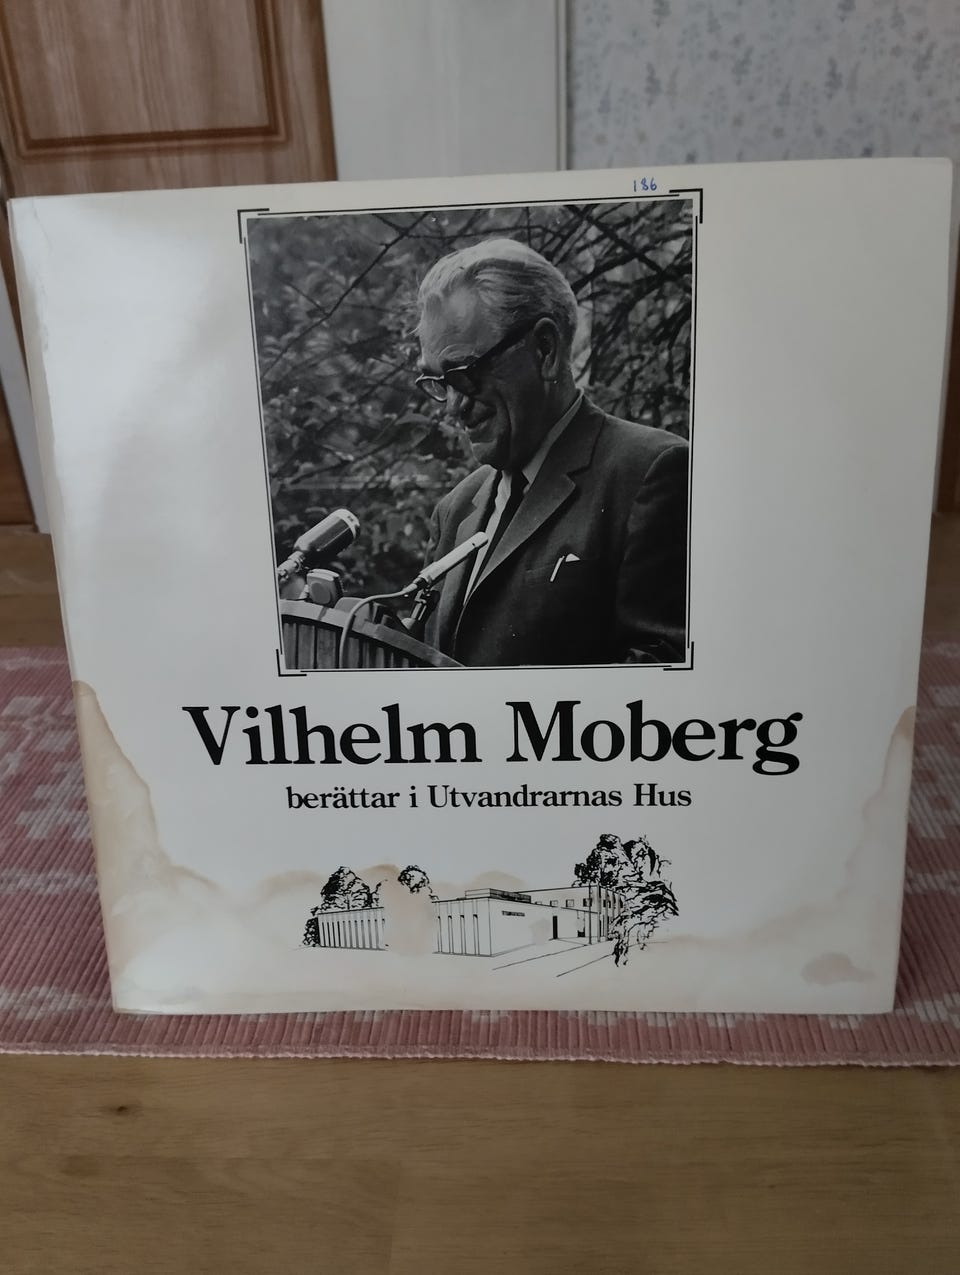 186
Vilhelm Moberg
berättar i Utvandrarnas Hus